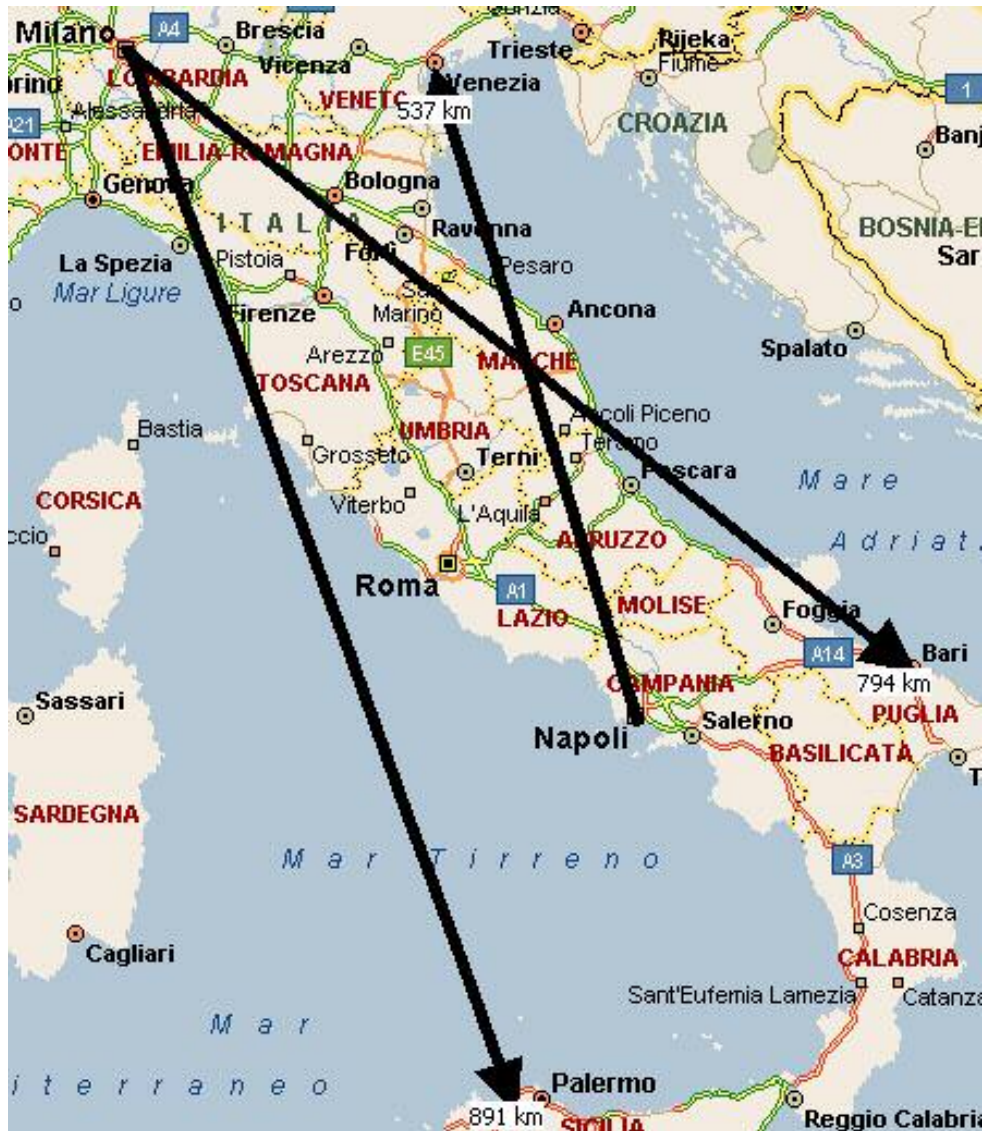 Milano
A4
Brescia
Vicenza
Trieste
Rijeka
Fiume
Venezia
LOMBARDIA
VENETO
537 km
CROAZIA
1
A21
Alessandria
EMILIA-ROMAGNA
Genova
Bologna
ITALIA
Ravenna
Forlì
BOSNIA-E
Sar
La Spezia
Pistoia
Pesaro
Mar Ligure
Firenze
San
Marino
Ancona
Spalato
Arezzo
E45
MARCHE
TOSCANA
Bastia
UMBRIA
Ascoli Piceno
Teramo
Grosseto
Terni
Pescara
Mare
CORSICA
Viterbo
L'Aquila
Adriat
ccio
ABRUZZO
Roma
A1
LAZIO
MOLISE
Foggia
A14
Bari
794 km
Sassari
CAMPANIA
PUGLIA
Napoli
Salerno
BASILICATA
T
SARDEGNA
Mar Tirreno
A3
Cosenza
Cagliari
CALABRIA
Sant'Eufemia Lamezia
Catanza
Mar
iterraneo
Palermo
891 km
SICILIA
Reggio Calabria